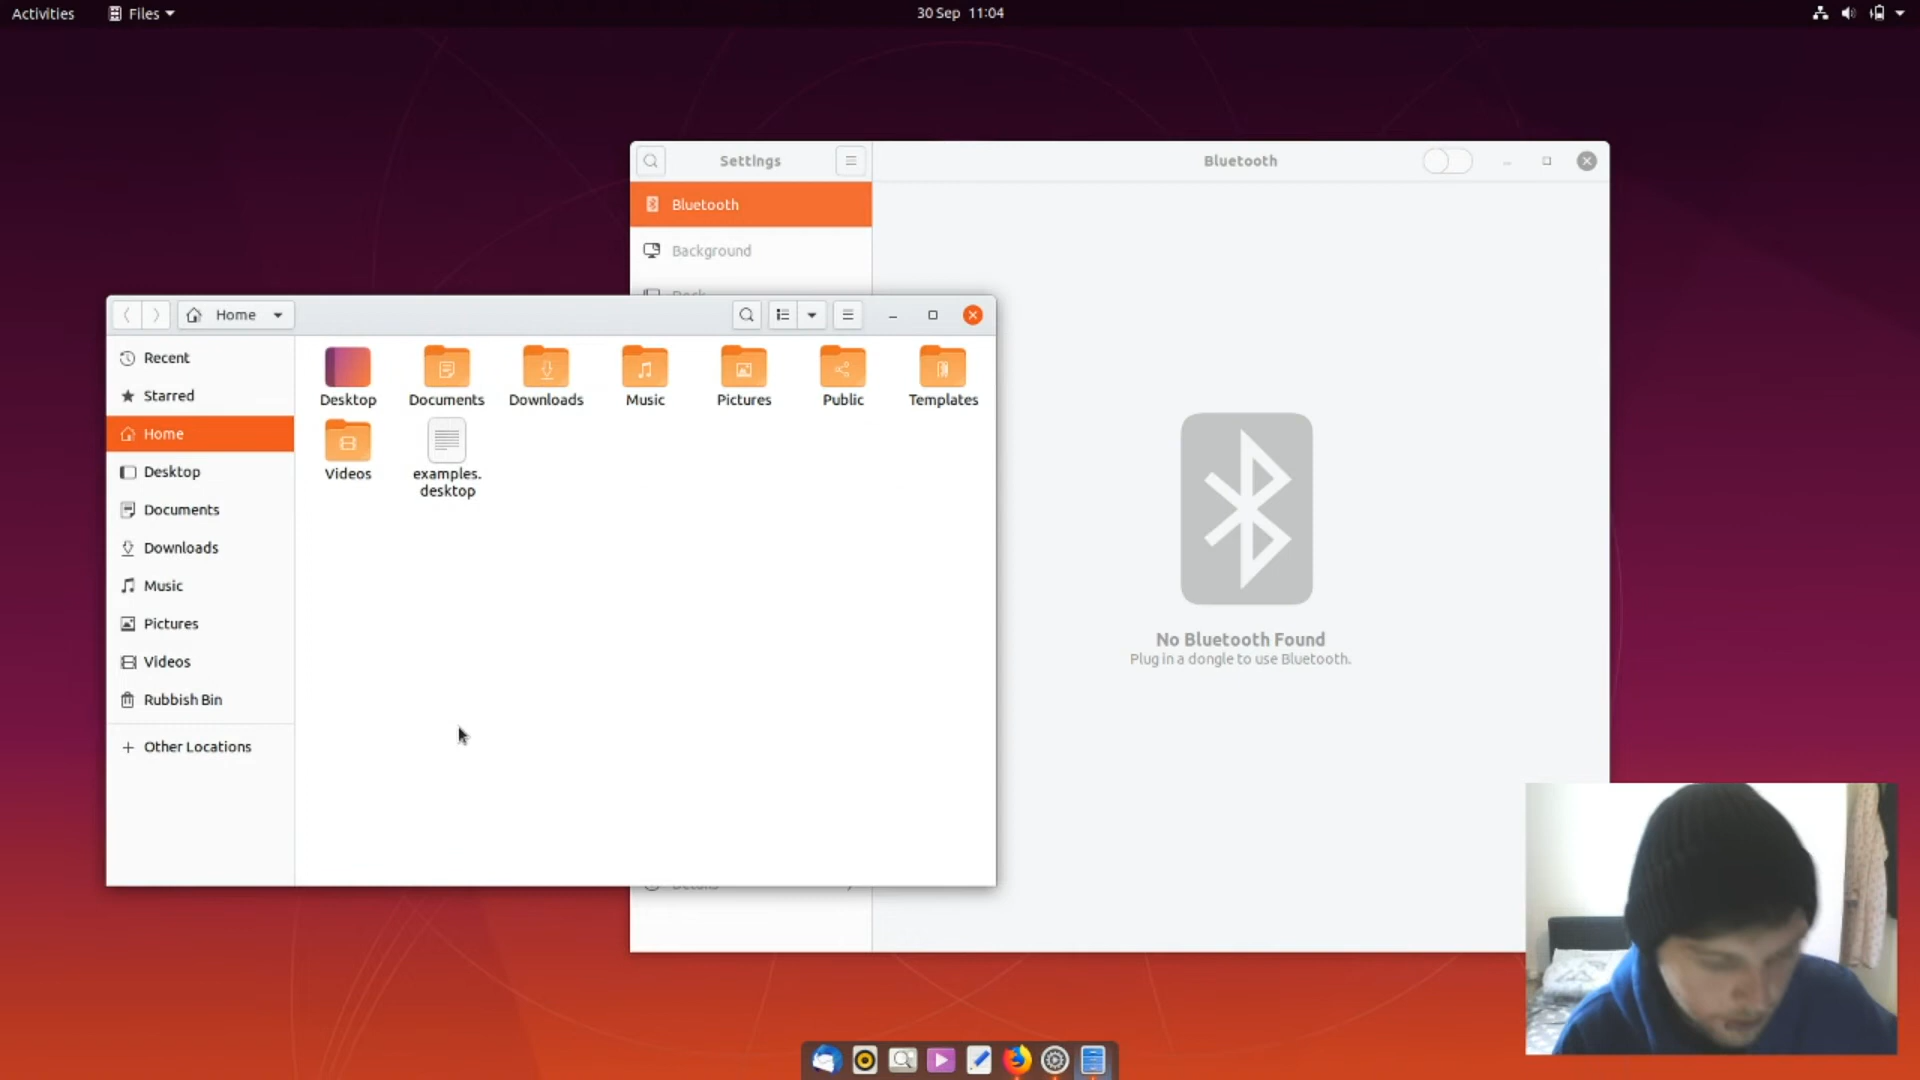 Activities
Files
30 Sep 11:04
Settings
Bluetooth
Bluetooth
Background
Home
Recent
Starred
Home
Desktop
Documents
Downloads
Music
Pictures
Videos
Rubbish Bin
Other Locations
Desktop
Documents
Downloads
Music
Pictures
Public
Templates
Videos
examples.
desktop
No Bluetooth Found
Plug in a dongle to use Bluetooth.